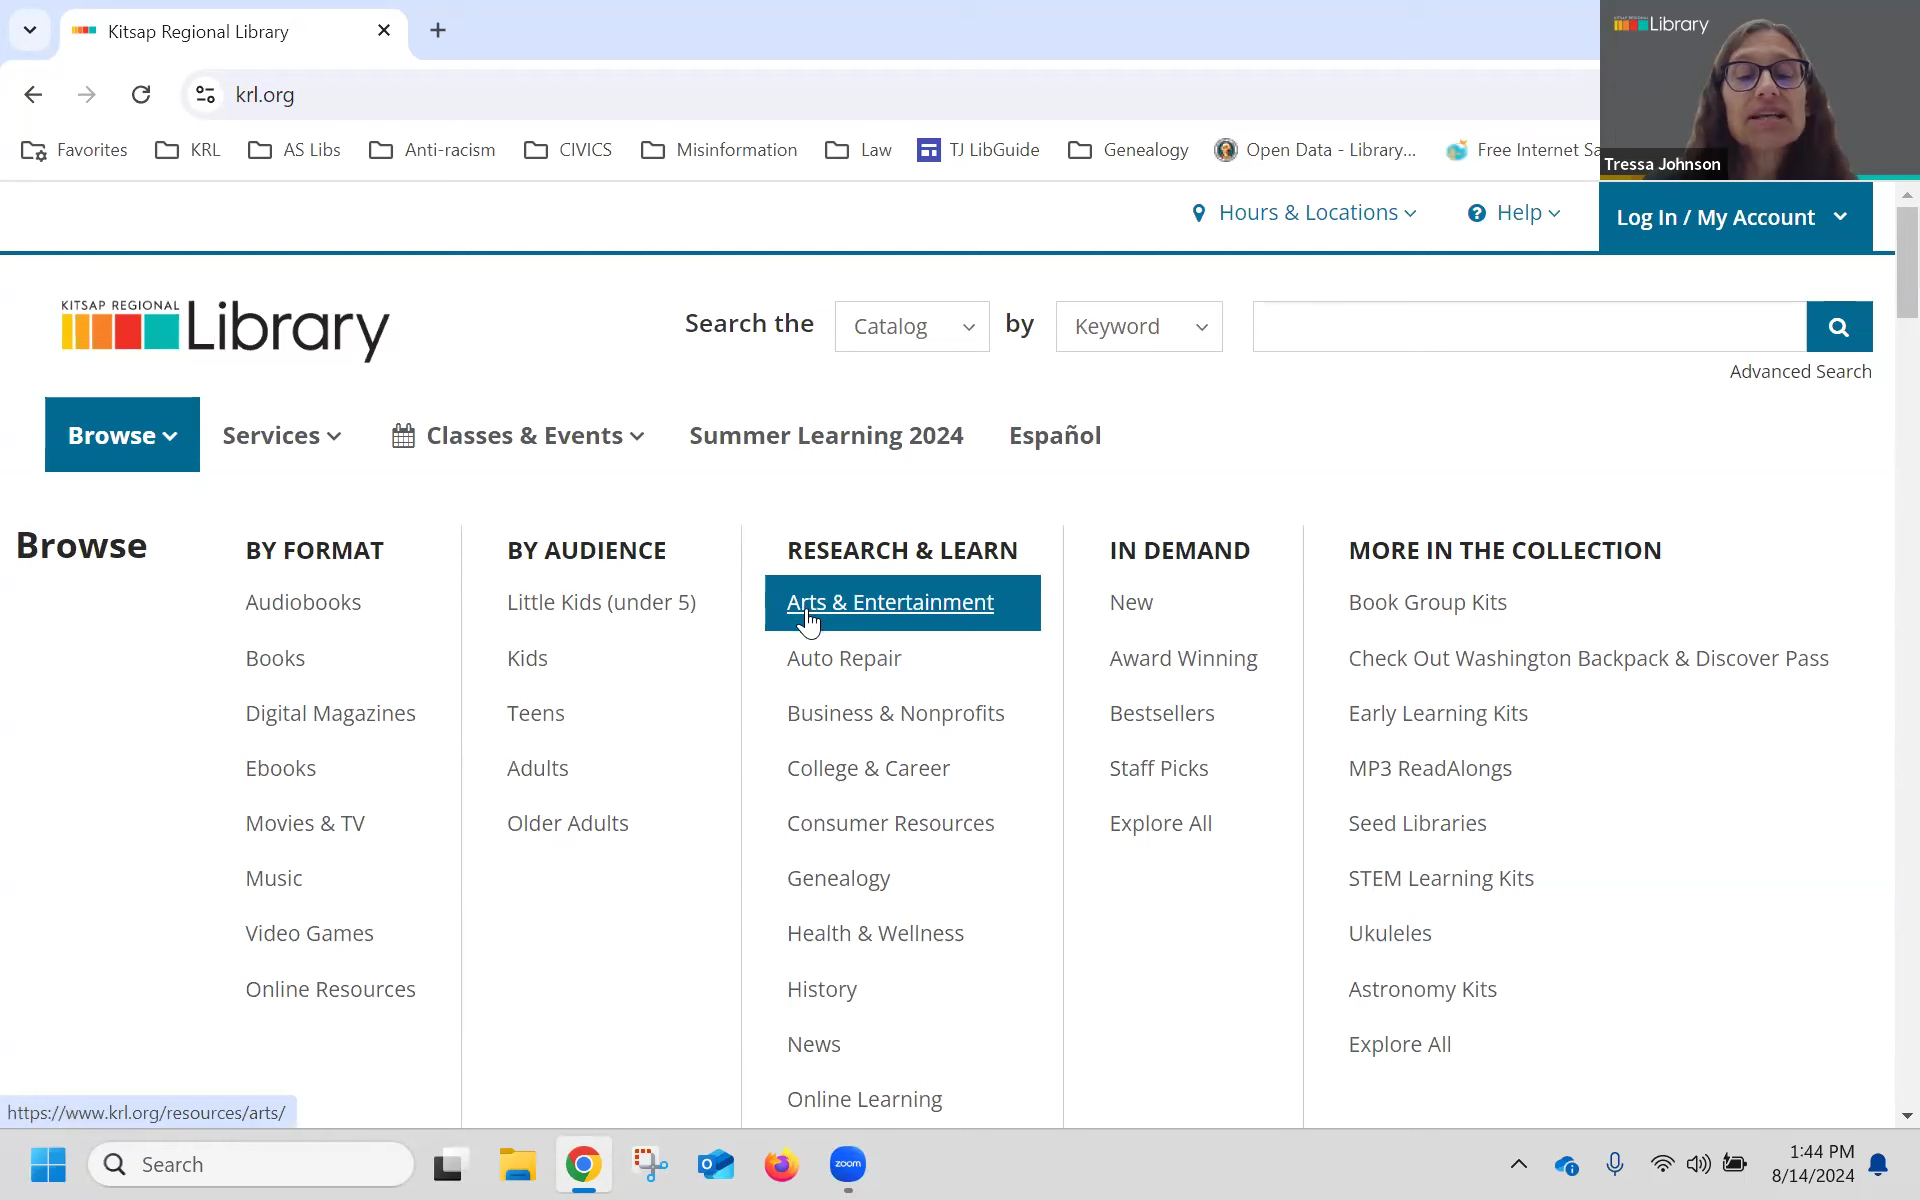 Kitsap Regional Library
krl.org
Favorites KRL AS Libs Anti-racism CIVICS Misinformation Law TJ LibGuide Genealogy Open Data - Library... Free Internet Sa
Library
Tressa Johnson
Hours & Locations Help Log In / My Account
KITSAP REGIONAL
Library
Search the Catalog by Keyword
Advanced Search
Browse Services Classes & Events Summer Learning 2024 Español
Browse
BY FORMAT
Audiobooks
Books
Digital Magazines
Ebooks
Movies & TV
Music
Video Games
Online Resources
BY AUDIENCE
Little Kids (under 5)
Kids
Teens
Adults
Older Adults
RESEARCH & LEARN
Arts & Entertainment
Auto Repair
Business & Nonprofits
College & Career
Consumer Resources
Genealogy
Health & Wellness
History
News
Online Learning
IN DEMAND
New
Award Winning
Bestsellers
Staff Picks
Explore All
MORE IN THE COLLECTION
Book Group Kits
Check Out Washington Backpack & Discover Pass
Early Learning Kits
MP3 ReadAlongs
Seed Libraries
STEM Learning Kits
Ukuleles
Astronomy Kits
Explore All
https://www.krl.org/resources/arts/
Search
zoom
1:44 PM
8/14/2024